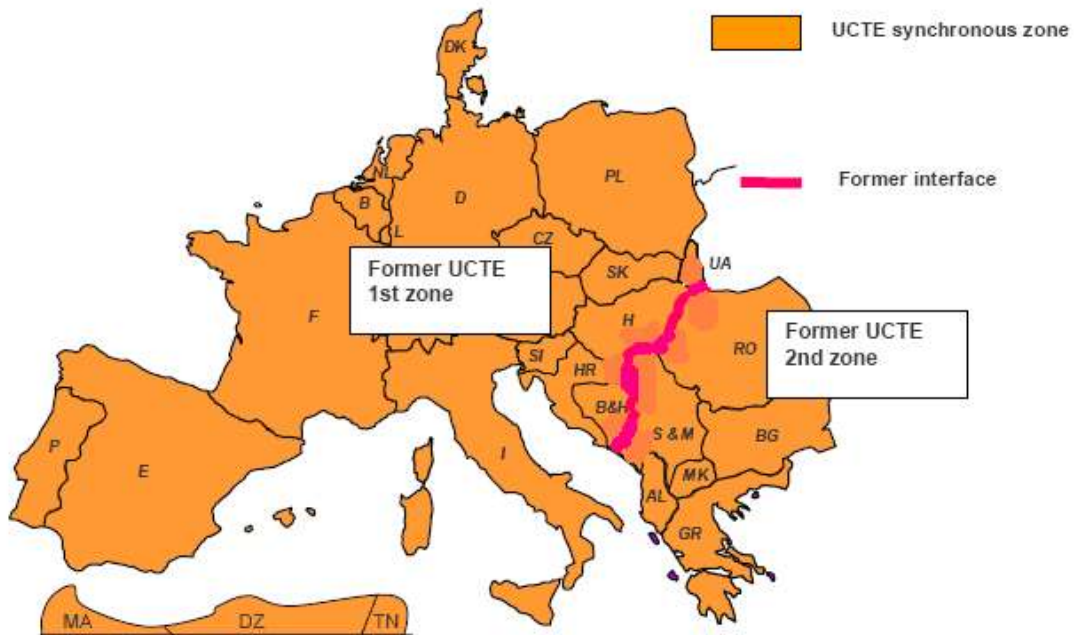 UCTE synchronous zone
DK
Former interface
PL
NL
D
B
L
CZ
UA
Former UCTE
1st zone
SK
F
H
Former UCTE
2nd zone
RO
SI
HR
B&H
P
E
I
S & M
BG
MK
AL
GR
MA
DZ
TN